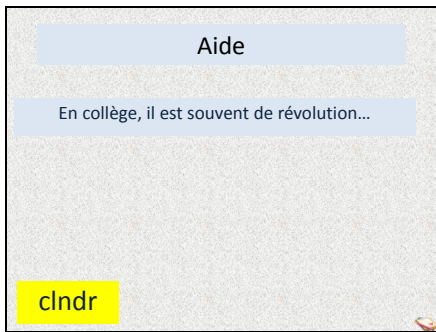 Aide
En collège, il est souvent de révolution…
clndr